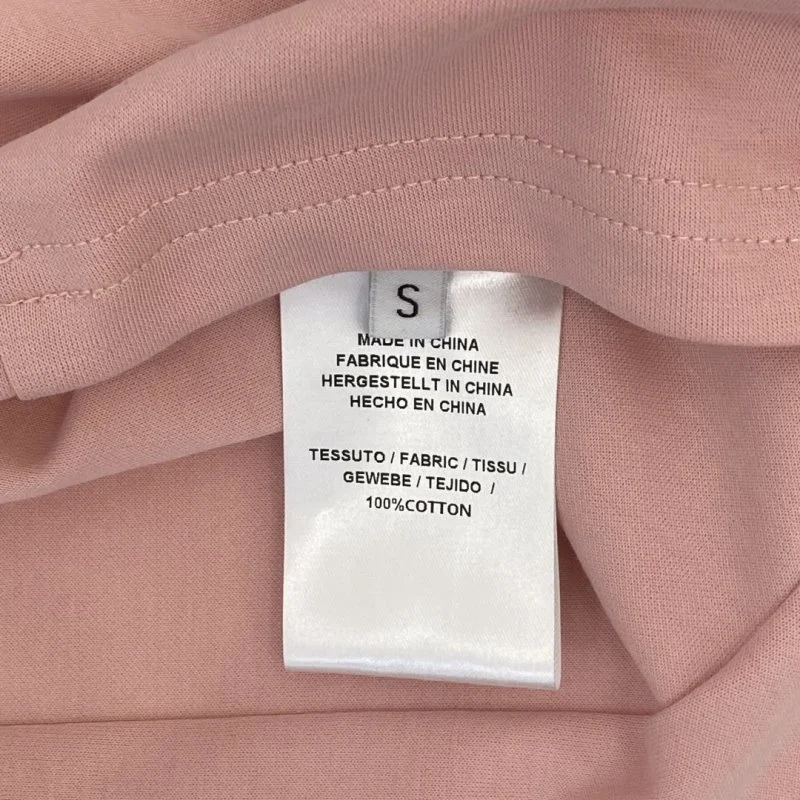 S
MADE IN CHINA
FABRIQUE EN CHINE
HERGESTELLT IN CHINA
HECHO EN CHINA
TESSUTO / FABRIC / TISSU /
GEWEBE / TEJIDO /
100%COTTON